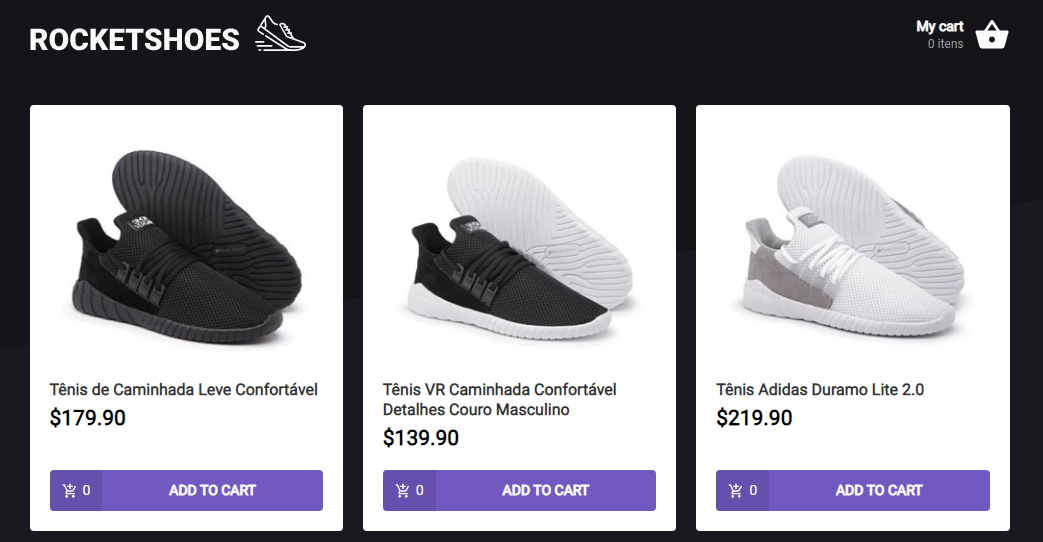 ROCKETSHOES
My cart
0 itens
Tênis de Caminhada Leve Confortável
$179.90
0 ADD TO CART
Tênis VR Caminhada Confortável
Detalhes Couro Masculino
$139.90
0 ADD TO CART
Tênis Adidas Duramo Lite 2.0
$219.90
0 ADD TO CART